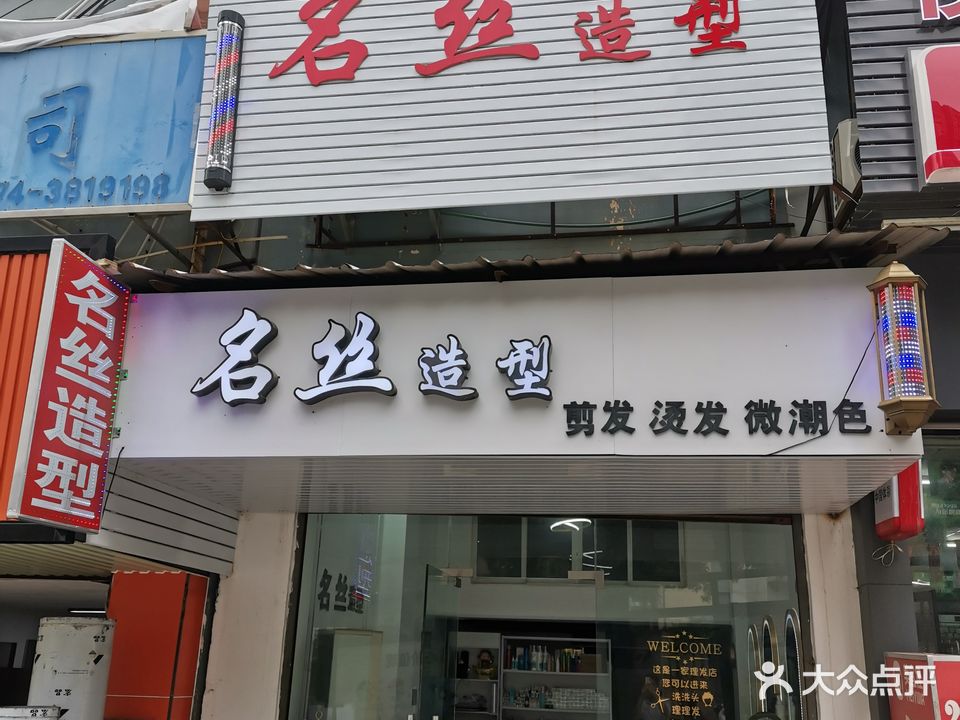 名丝造型
司
74-3819198
名丝造型
名丝造型
剪发 烫发 微潮色
名丝造型
WELCOME
这是一家理发店
您可以进来
洗洗头
理理发
大众点评